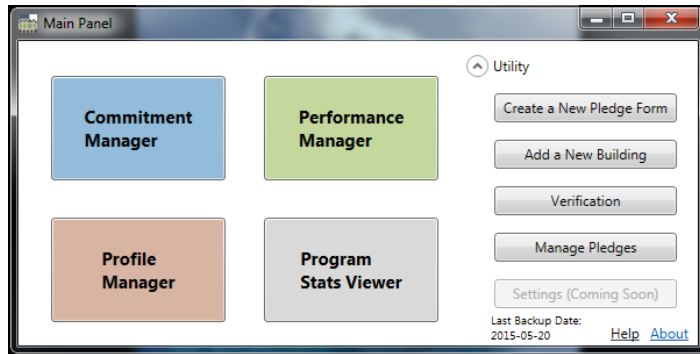 Main Panel
Commitment
Manager
Performance
Manager
Profile
Manager
Program
Stats Viewer
Utility
Create a New Pledge Form
Add a New Building
Verification
Manage Pledges
Settings (Coming Soon)
Last Backup Date:
2015-05-20
Help About